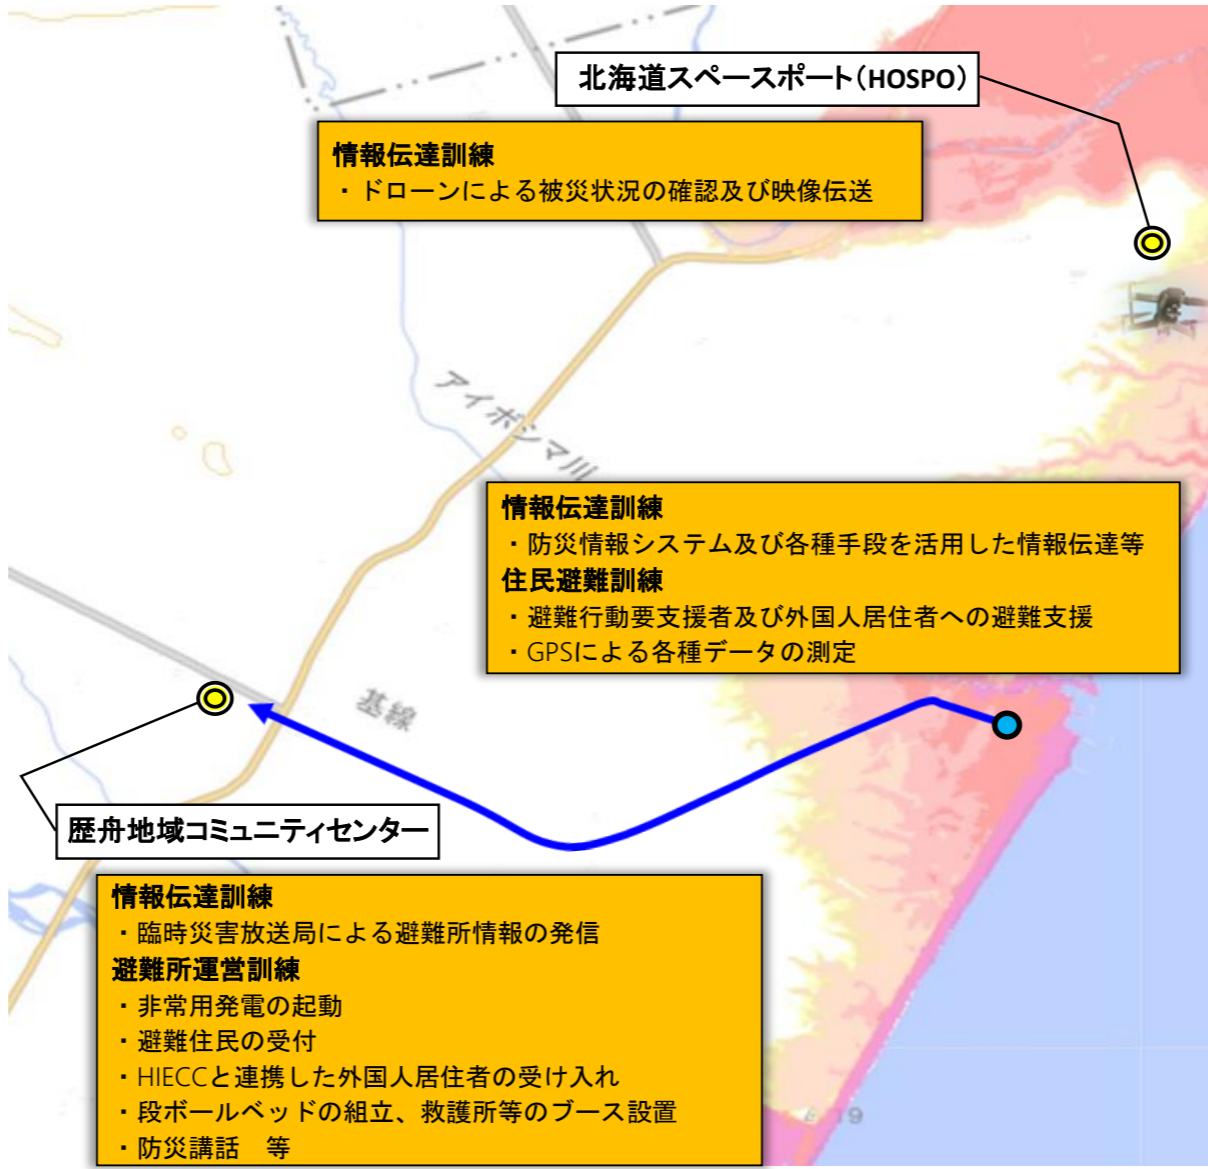 北海道スペースポート（HOSPO）
情報伝達訓練
・ドローンによる被災状況の確認及び映像伝送
アイボシマ川
情報伝達訓練
・防災情報システム及び各種手段を活用した情報伝達等
住民避難訓練
・避難行動要支援者及び外国人居住者への避難支援
・GPSによる各種データの測定
基線
歴舟地域コミュニティセンター
情報伝達訓練
・臨時災害放送局による避難所情報の発信
避難所運営訓練
・非常用発電の起動
・避難住民の受付
・HIECCと連携した外国人居住者の受け入れ
・段ボールベッドの組立、救護所等のブース設置
・防災講話　等